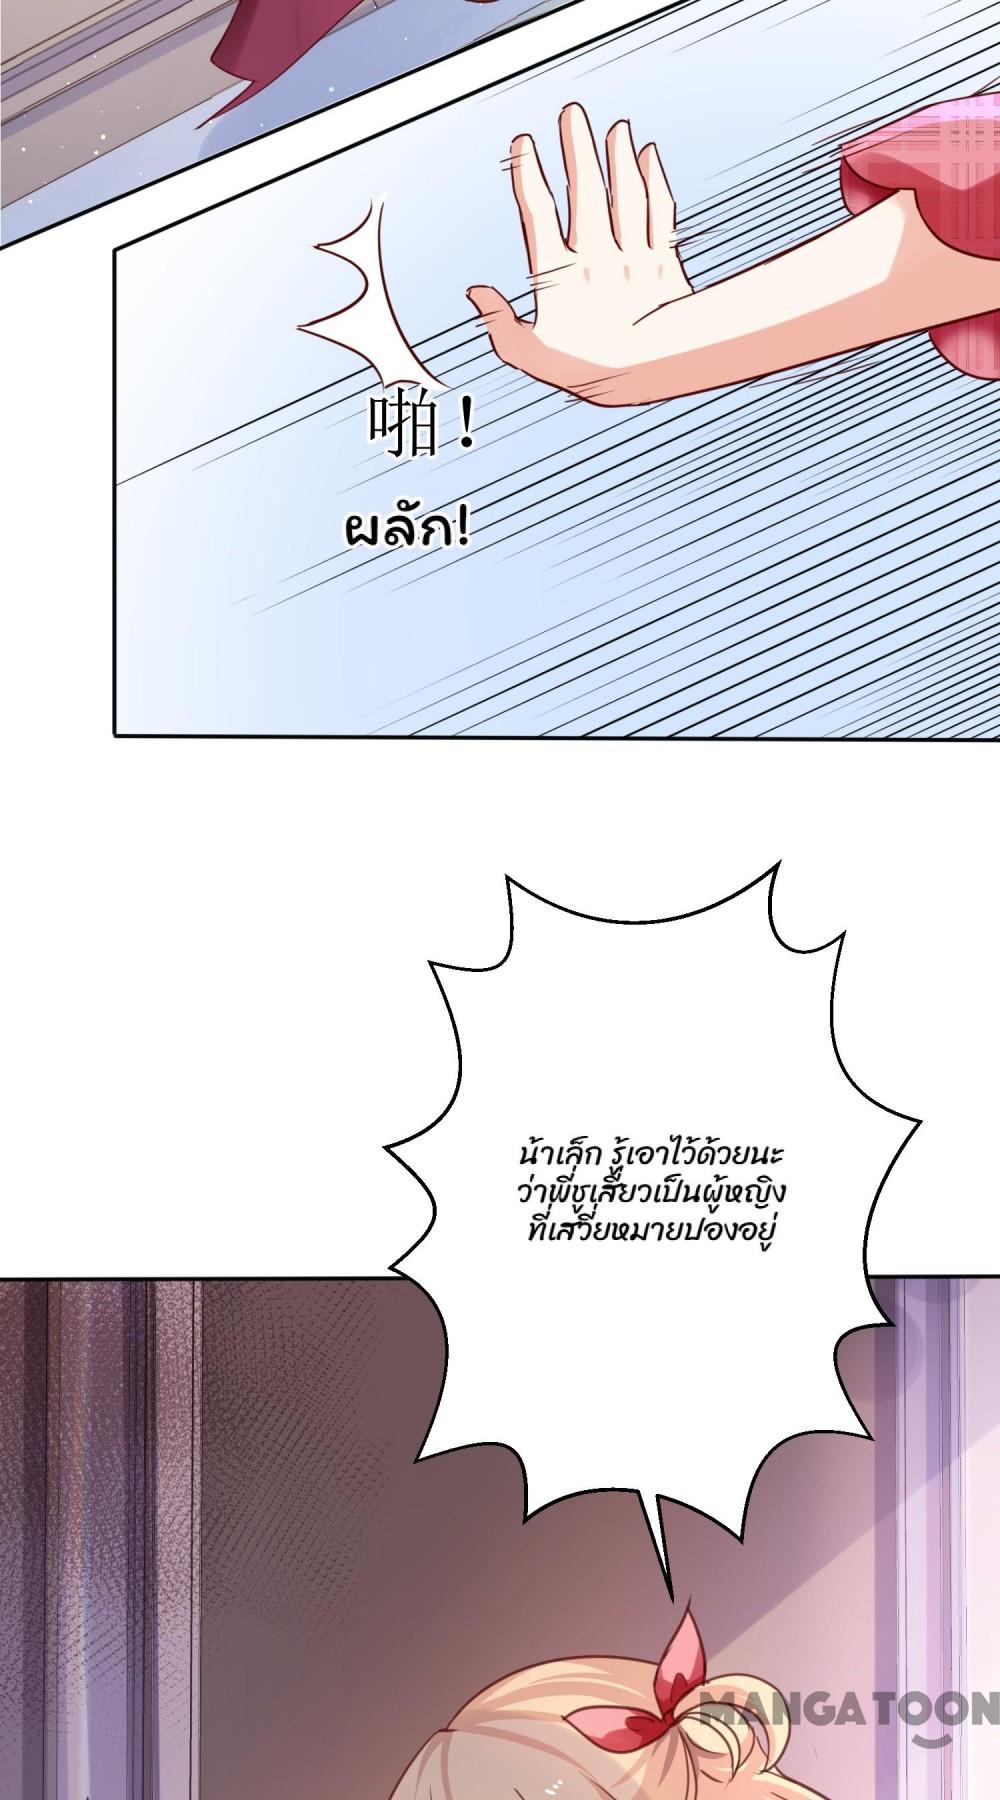 啪！
ผลัก!
น้าเล็ก รู้เอาไว้ด้วยนะ
ว่าพี่ชูเสี่ยวเป็นผู้หญิง
ที่เสวี่ยหมายปองอยู่
MANGATOON